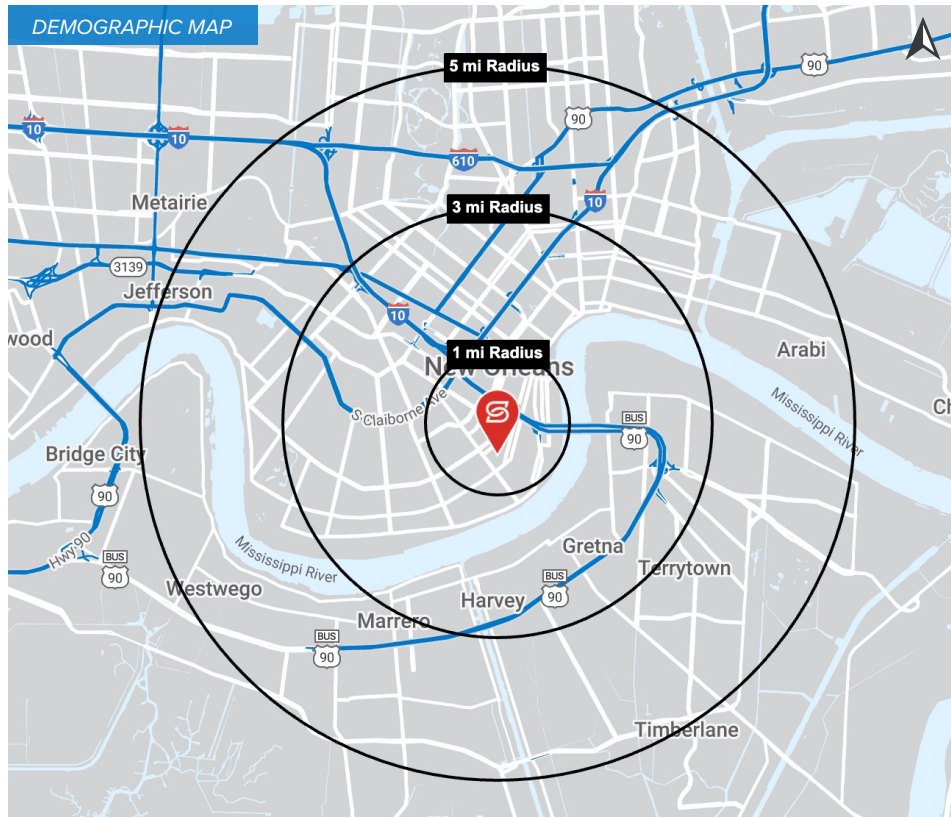 DEMOGRAPHIC MAP
5 mi Radius
90
90
10
10
610
Metairie
3 mi Radius
10
3139
Jefferson
10
wood
1 mi Radius
New Orleans
Arabi
S Claiborne Ave
Mississippi River
BUS
90
Bridge City
90
Hwy 90
BUS
90
Mississippi River
Gretna
Terrytown
BUS
90
Westwego
Harvey
Marrero
BUS
90
Timberlane